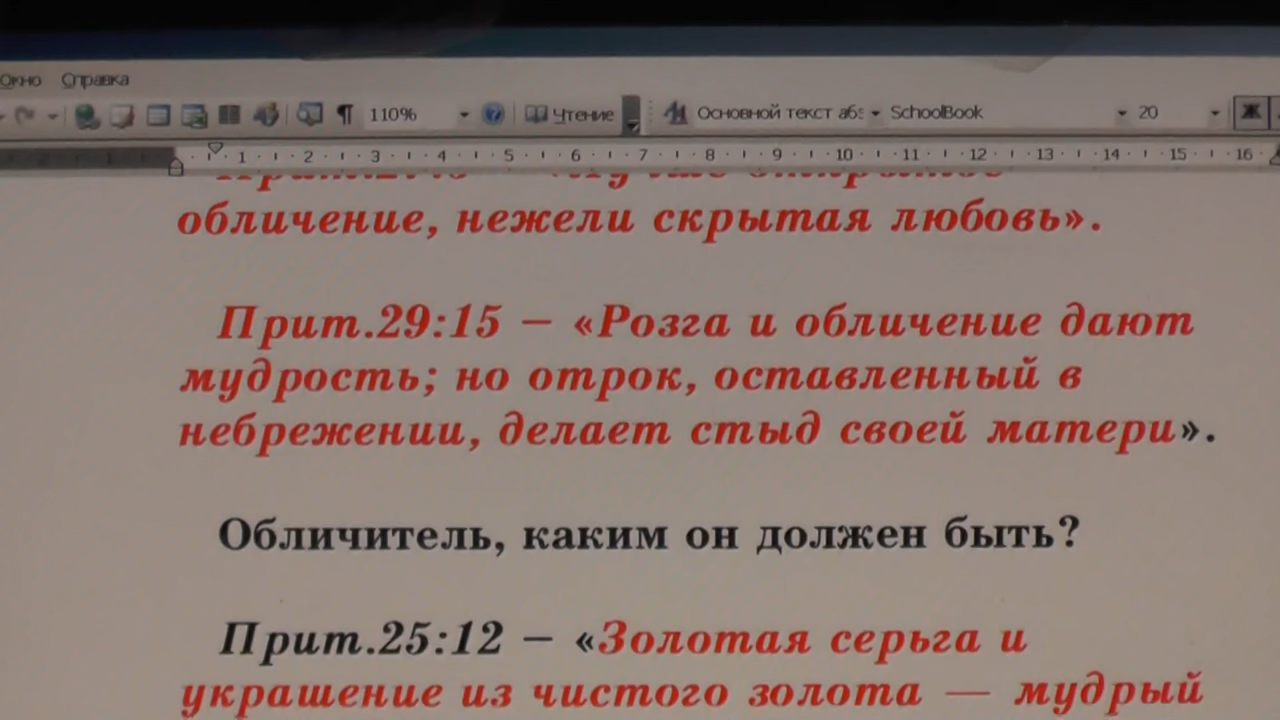 Окно Справка
110% Чтение Основной текст абз SchoolBook 20 Ж
2 1 1 2 3 4 5 6 7 8 9 10 11 12 13 14 15 16
обличение, нежели скрытая любовь».
Прит.29:15 – «Розга и обличение дают
мудрость; но отрок, оставленный в
небрежении, делает стыд своей матери».
Обличитель, каким он должен быть?
Прит.25:12 – «Золотая серьга и
украшение из чистого золота — мудрый